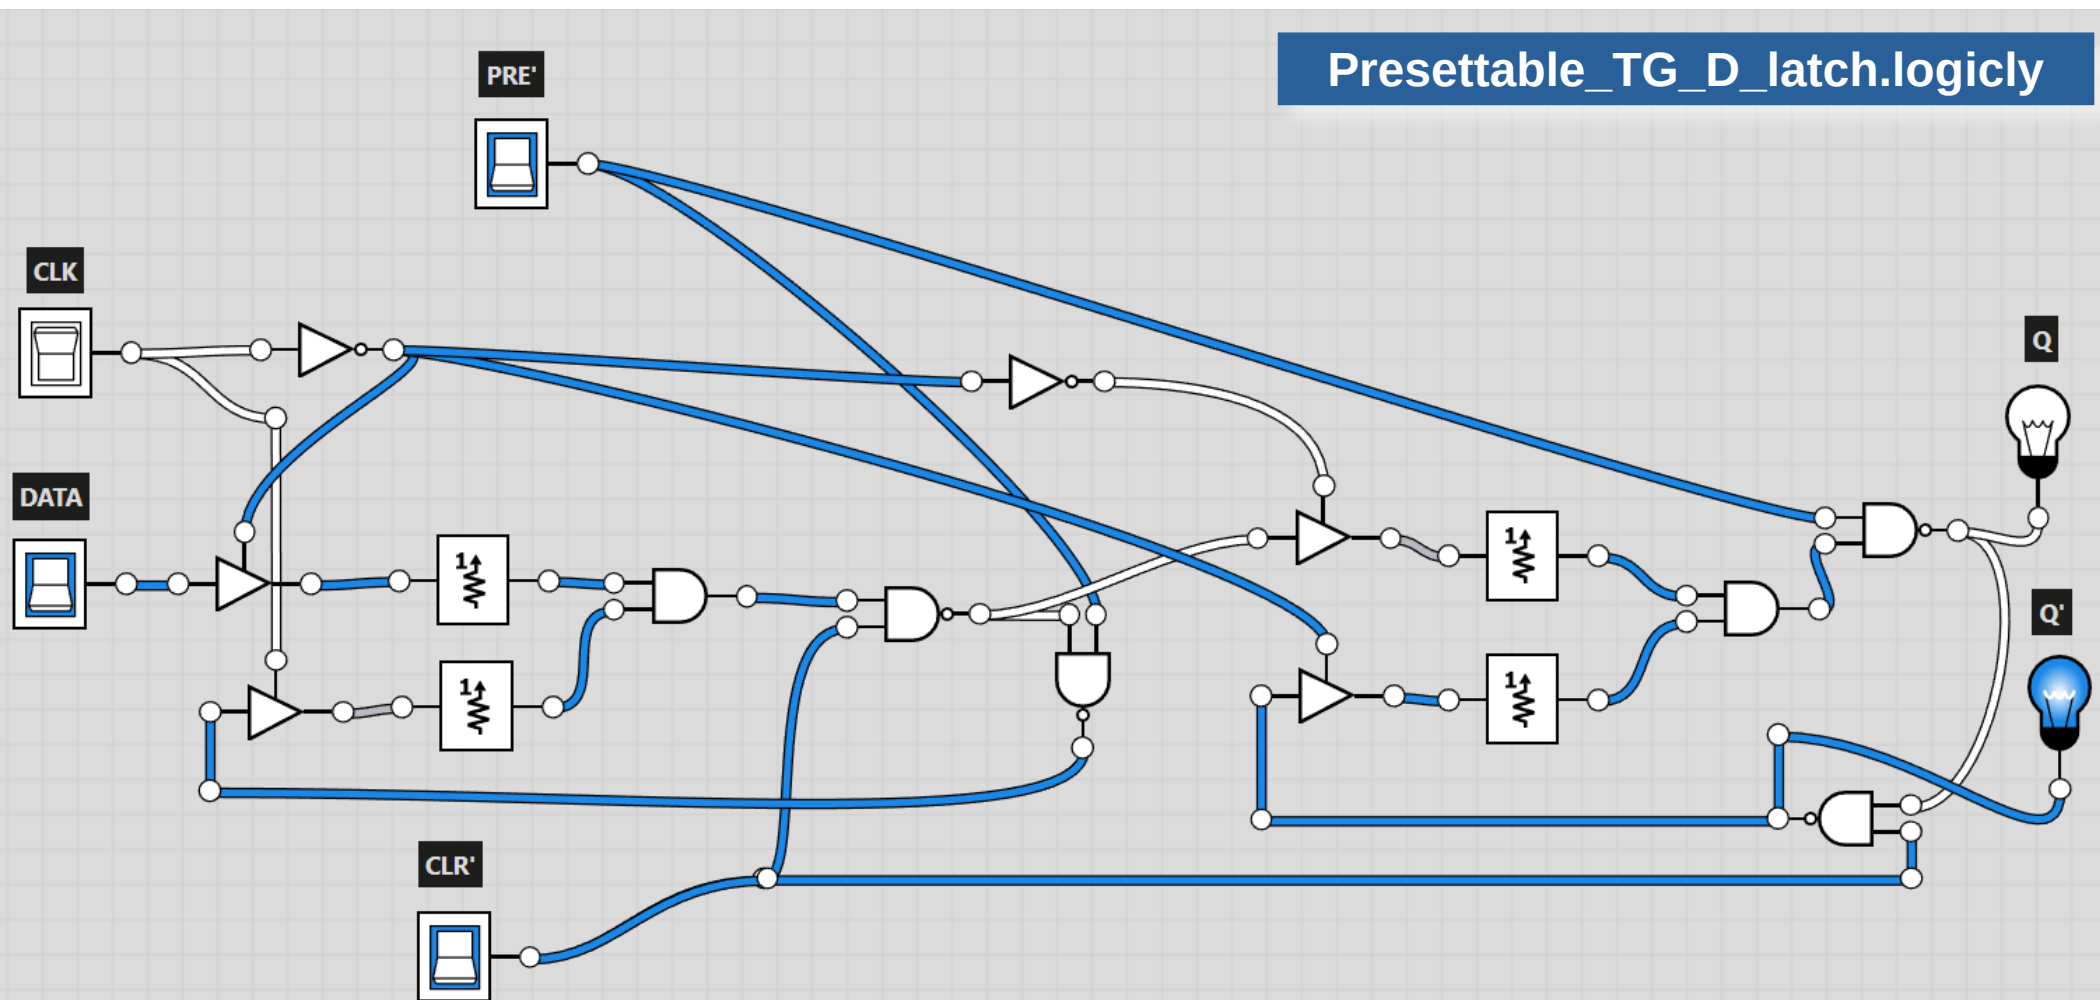 PRE'
Presettable_TG_D_latch.logicly
CLK
Q
DATA
1
1
1
1
Q'
CLR'